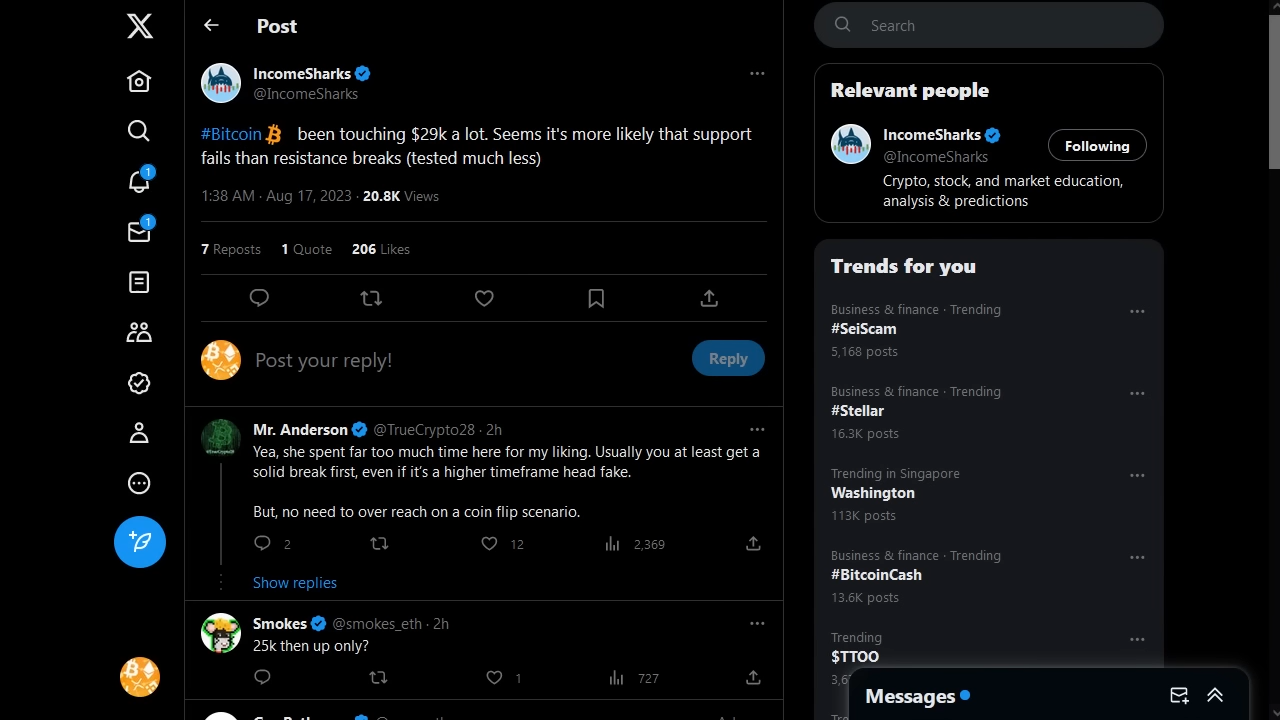 Post
Search
IncomeSharks
@IncomeSharks
#Bitcoin been touching $29k a lot. Seems it's more likely that support
fails than resistance breaks (tested much less)
1:38 AM · Aug 17, 2023 · 20.8K Views
7 Reposts 1 Quote 206 Likes
Post your reply!
Reply
Mr. Anderson @TrueCrypto28 · 2h
Yea, she spent far too much time here for my liking. Usually you at least get a
solid break first, even if it's a higher timeframe head fake.
But, no need to over reach on a coin flip scenario.
2 12 2,369
Show replies
Smokes @smokes_eth · 2h
25k then up only?
1 727
1
1
Relevant people
IncomeSharks
@IncomeSharks
Following
Crypto, stock, and market education,
analysis & predictions
Trends for you
Business & finance · Trending
#SeiScam
5,168 posts
Business & finance · Trending
#Stellar
16.3K posts
Trending in Singapore
Washington
113K posts
Business & finance · Trending
#BitcoinCash
13.6K posts
Trending
$TTOO
Messages